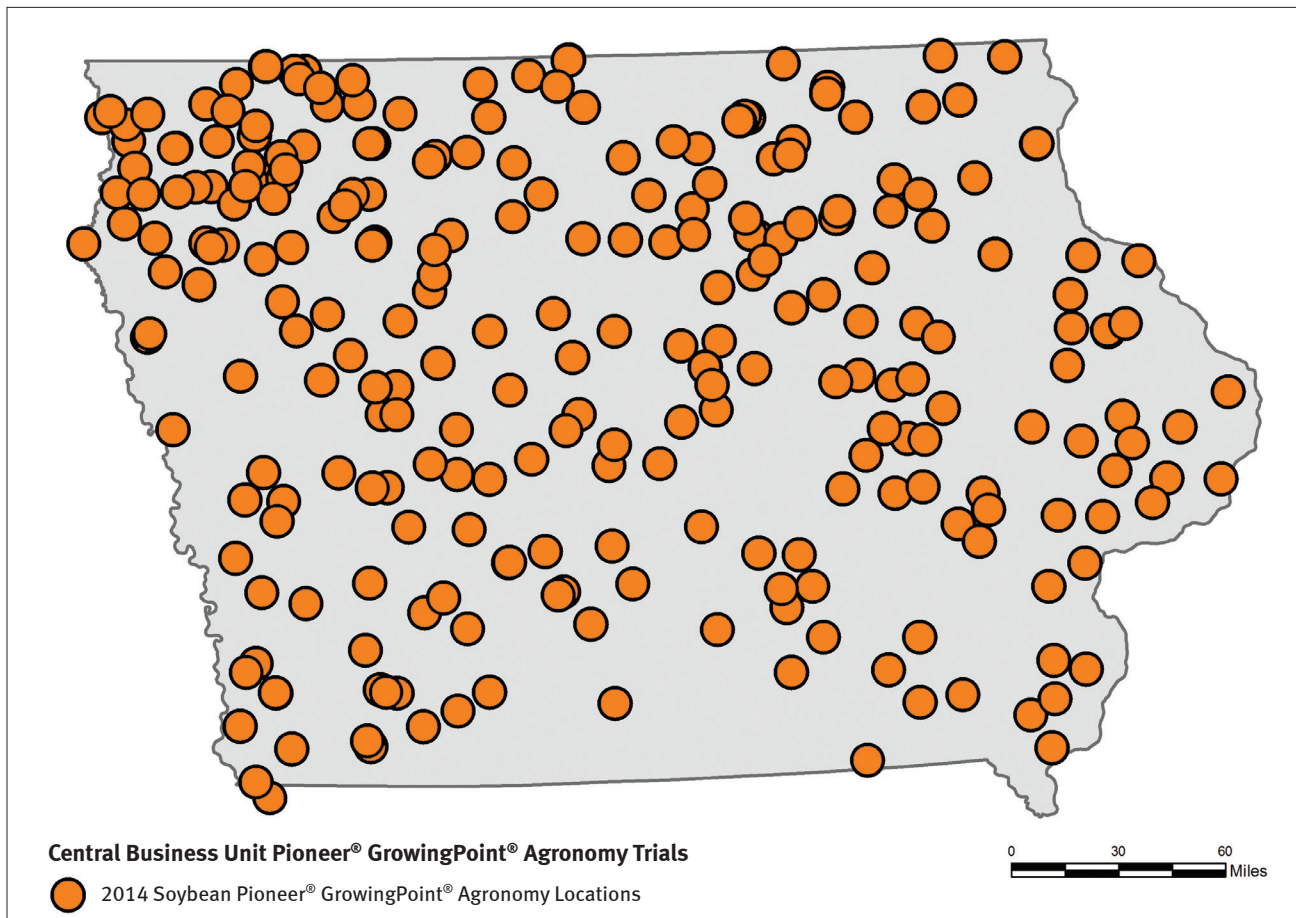 Central Business Unit Pioneer® GrowingPoint® Agronomy Trials
2014 Soybean Pioneer® GrowingPoint® Agronomy Locations
0 30 60
Miles